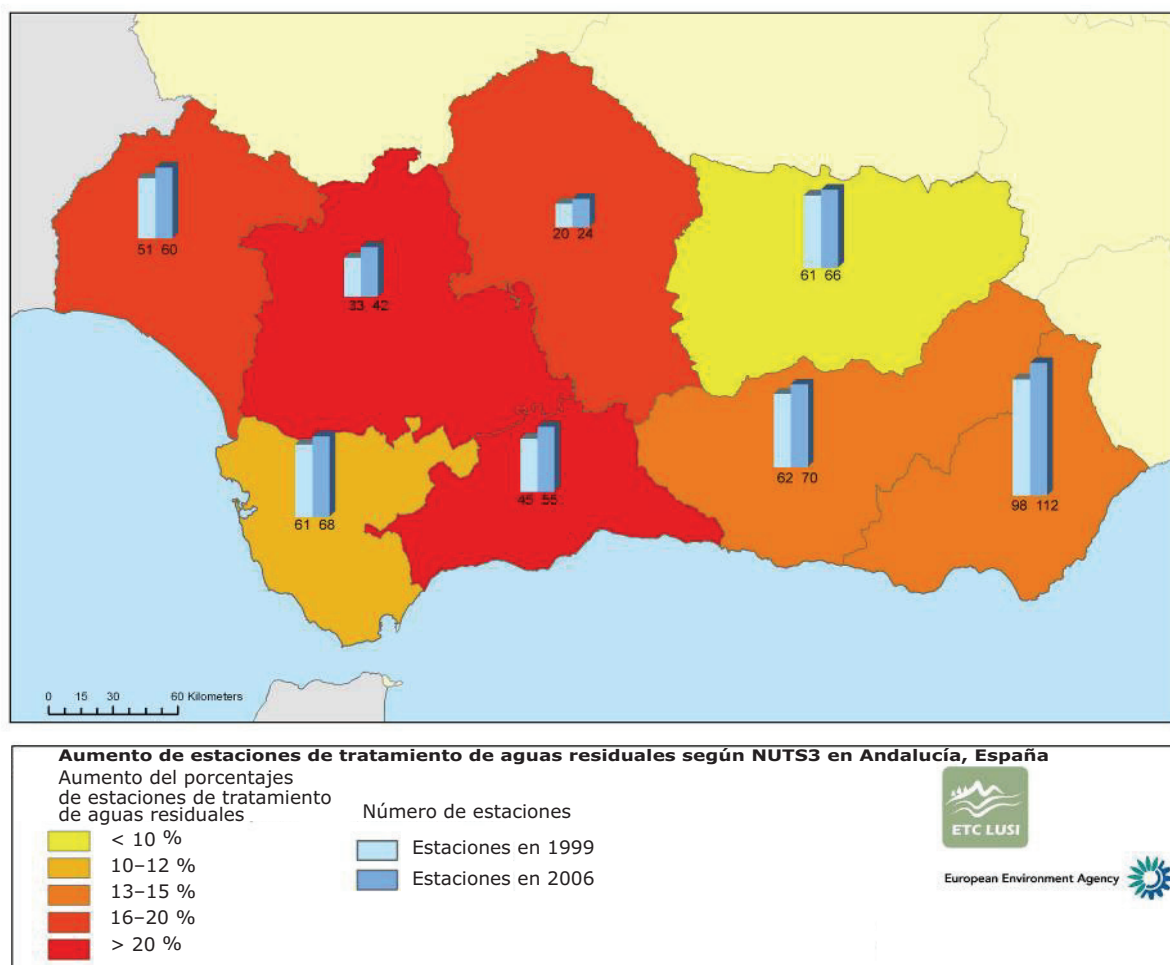 51 60
33 42
20 24
61 66
61 68
45 55
62 70
98 112
0 15 30 60 Kilometers
Aumento de estaciones de tratamiento de aguas residuales según NUTS3 en Andalucía, España
Aumento del porcentajes
de estaciones de tratamiento
de aguas residuales
< 10 %
10–12 %
13–15 %
16–20 %
> 20 %
Número de estaciones
Estaciones en 1999
Estaciones en 2006
ETC LUSI
European Environment Agency